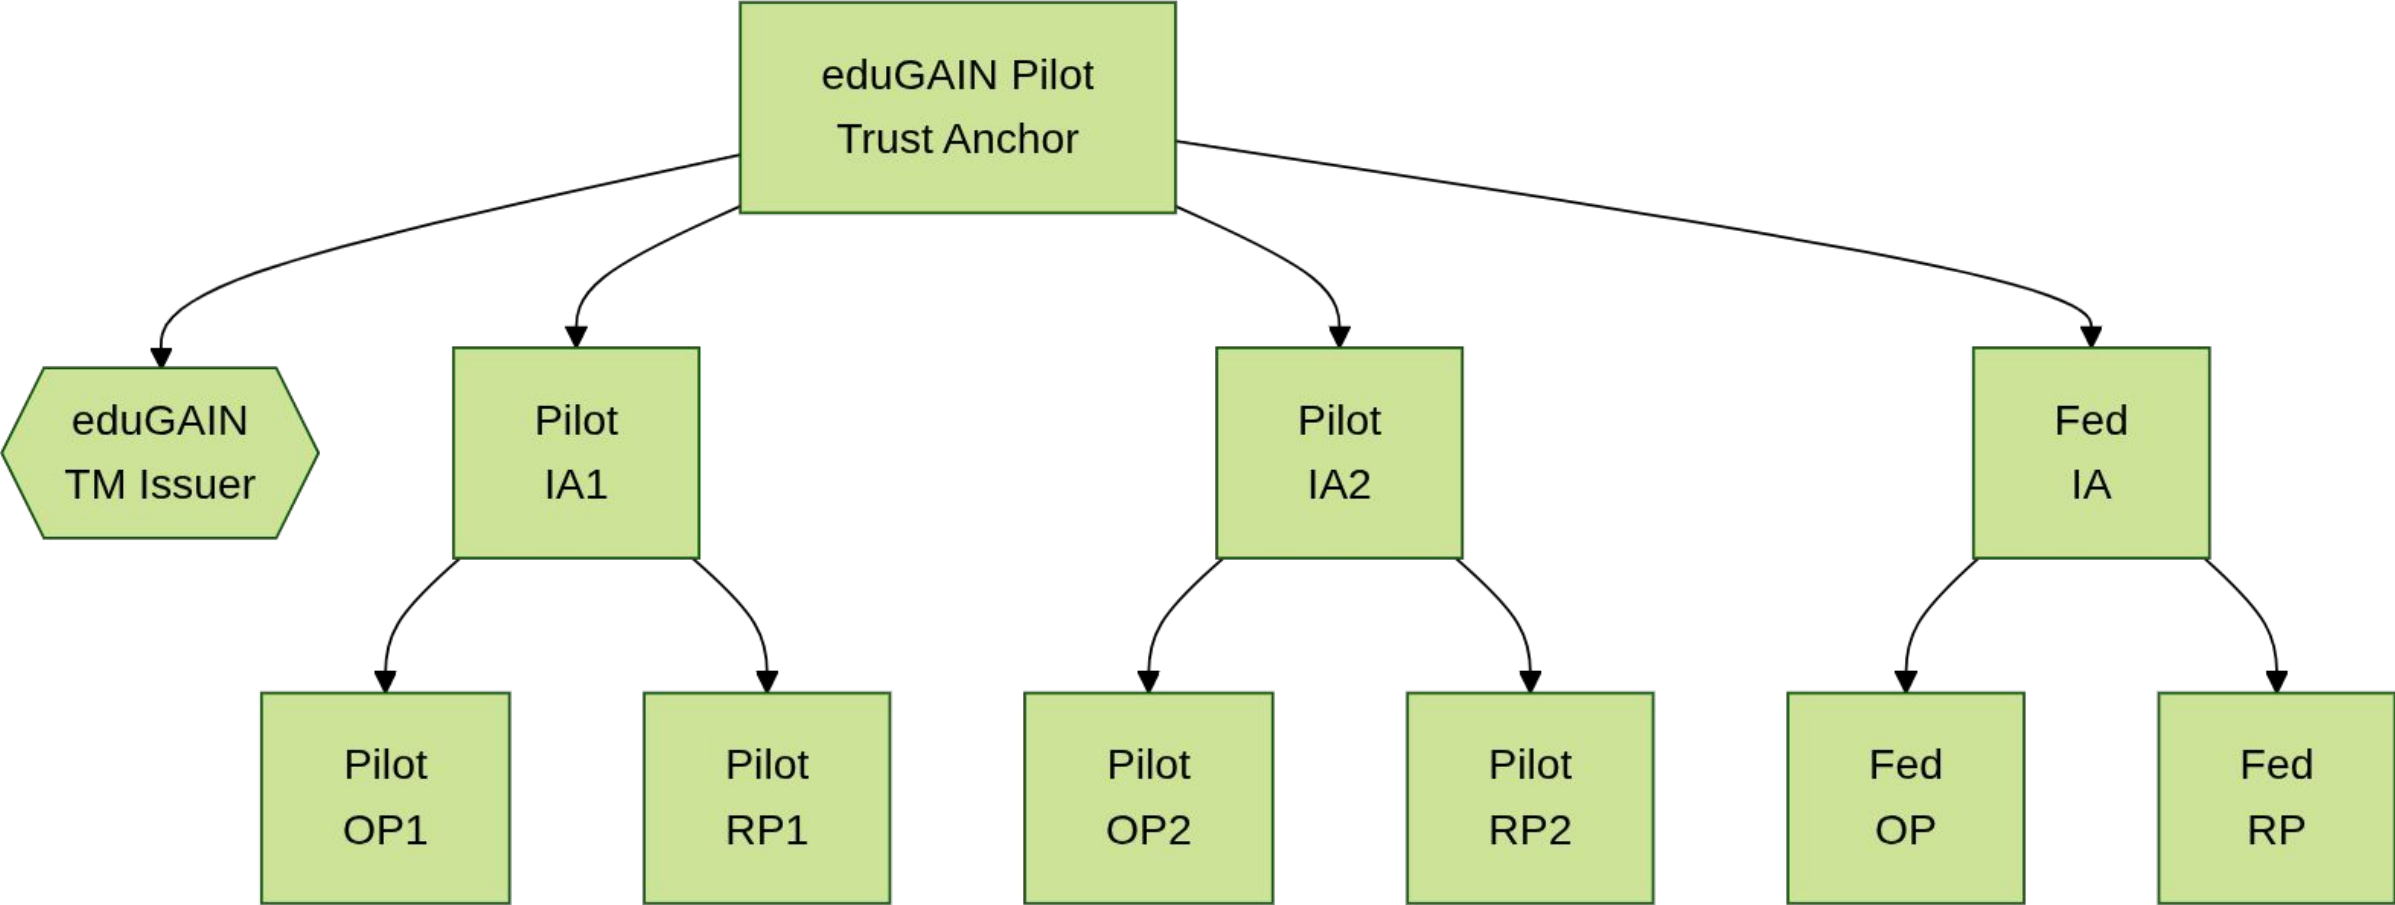 eduGAIN Pilot
Trust Anchor
eduGAIN
TM Issuer
Pilot
IA1
Pilot
IA2
Fed
IA
Pilot
OP1
Pilot
RP1
Pilot
OP2
Pilot
RP2
Fed
OP
Fed
RP